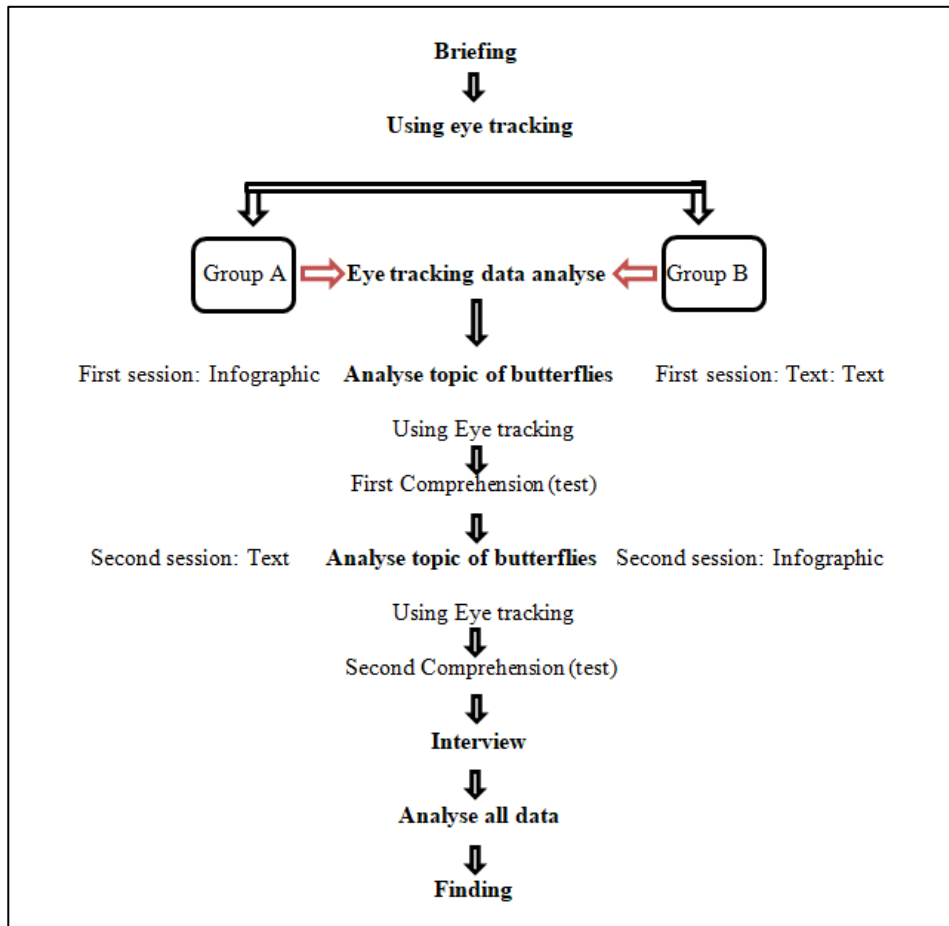 Briefing
Using eye tracking
Group A Eye tracking data analyse Group B
First session: Infographic Analyse topic of butterflies First session: Text: Text
Using Eye tracking
First Comprehension (test)
Second session: Text Analyse topic of butterflies Second session: Infographic
Using Eye tracking
Second Comprehension (test)
Interview
Analyse all data
Finding